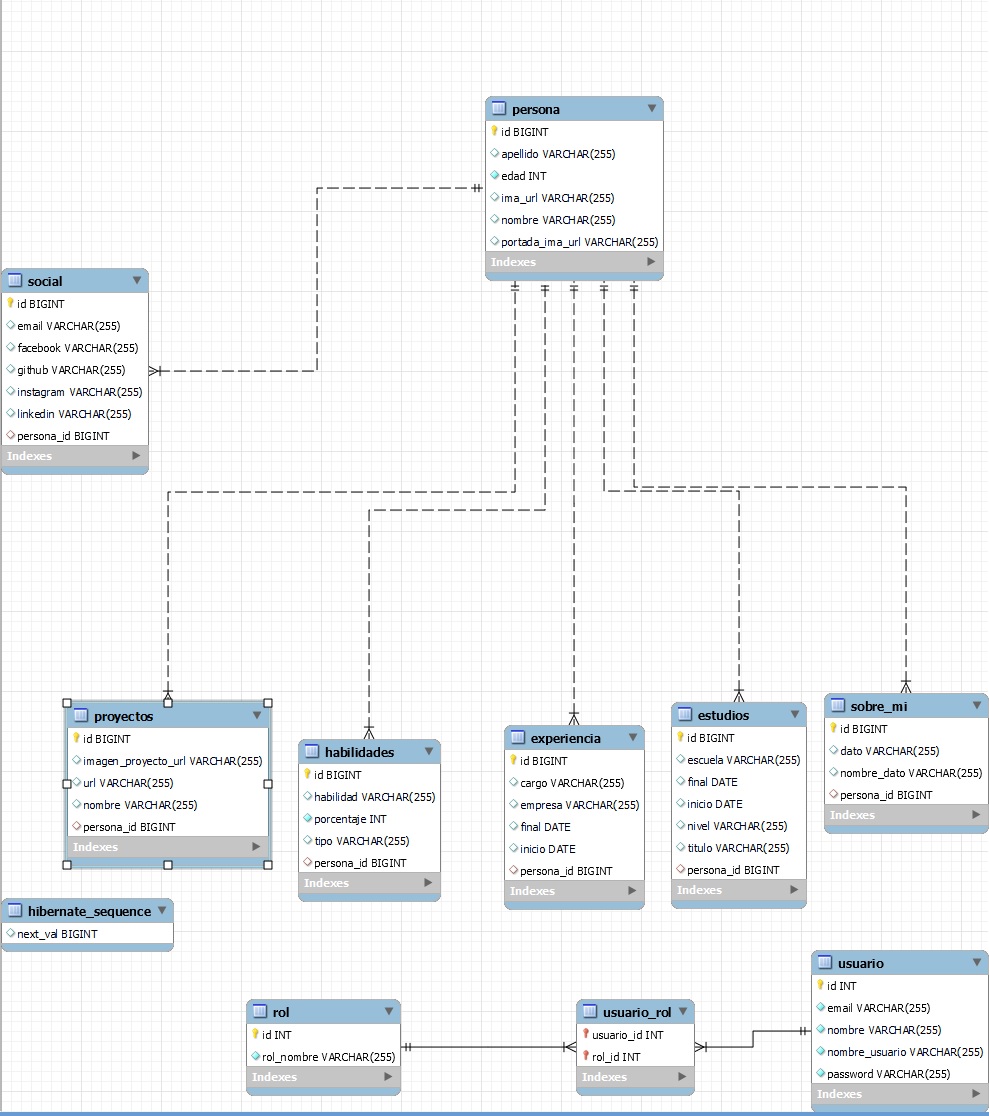 persona
id BIGINT
apellido VARCHAR(255)
edad INT
ima_url VARCHAR(255)
nombre VARCHAR(255)
portada_ima_url VARCHAR(255)
Indexes
social
id BIGINT
email VARCHAR(255)
facebook VARCHAR(255)
github VARCHAR(255)
instagram VARCHAR(255)
linkedin VARCHAR(255)
persona_id BIGINT
Indexes
proyectos
id BIGINT
imagen_proyecto_url VARCHAR(255)
url VARCHAR(255)
nombre VARCHAR(255)
persona_id BIGINT
Indexes
habilidades
id BIGINT
habilidad VARCHAR(255)
porcentaje INT
tipo VARCHAR(255)
persona_id BIGINT
Indexes
experiencia
id BIGINT
cargo VARCHAR(255)
empresa VARCHAR(255)
final DATE
inicio DATE
persona_id BIGINT
Indexes
estudios
id BIGINT
escuela VARCHAR(255)
final DATE
inicio DATE
nivel VARCHAR(255)
titulo VARCHAR(255)
persona_id BIGINT
Indexes
sobre_mi
id BIGINT
dato VARCHAR(255)
nombre_dato VARCHAR(255)
persona_id BIGINT
Indexes
hibernate_sequence
next_val BIGINT
rol
id INT
rol_nombre VARCHAR(255)
Indexes
usuario_rol
usuario_id INT
rol_id INT
Indexes
usuario
id INT
email VARCHAR(255)
nombre VARCHAR(255)
nombre_usuario VARCHAR(255)
password VARCHAR(255)
Indexes